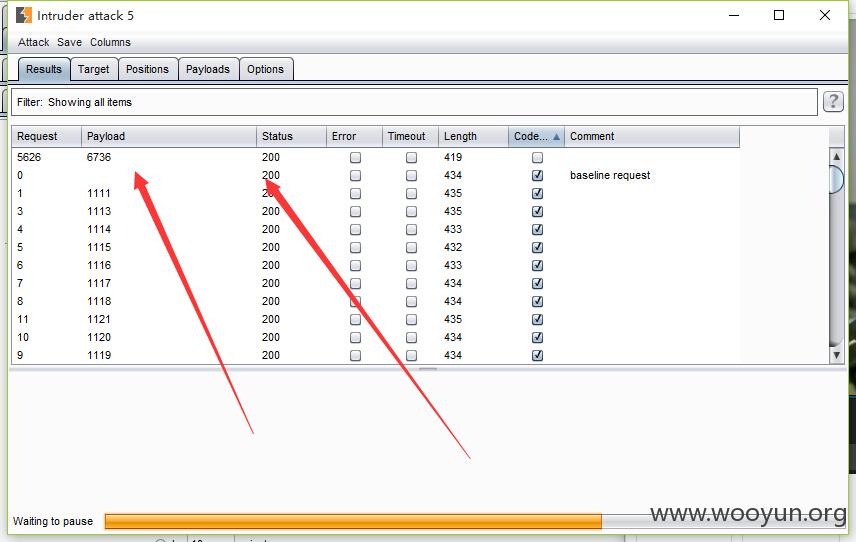 Intruder attack 5
Attack Save Columns
Results Target Positions Payloads Options
Filter: Showing all items
?
Request Payload Status Error Timeout Length Code... Comment
5626 6736 200 419
0 200 434 baseline request
1 1111 200 435
3 1113 200 435
4 1114 200 433
5 1115 200 432
6 1116 200 433
7 1117 200 434
8 1118 200 434
11 1121 200 435
10 1120 200 434
9 1119 200 434
Waiting to pause
www.wooyun.org